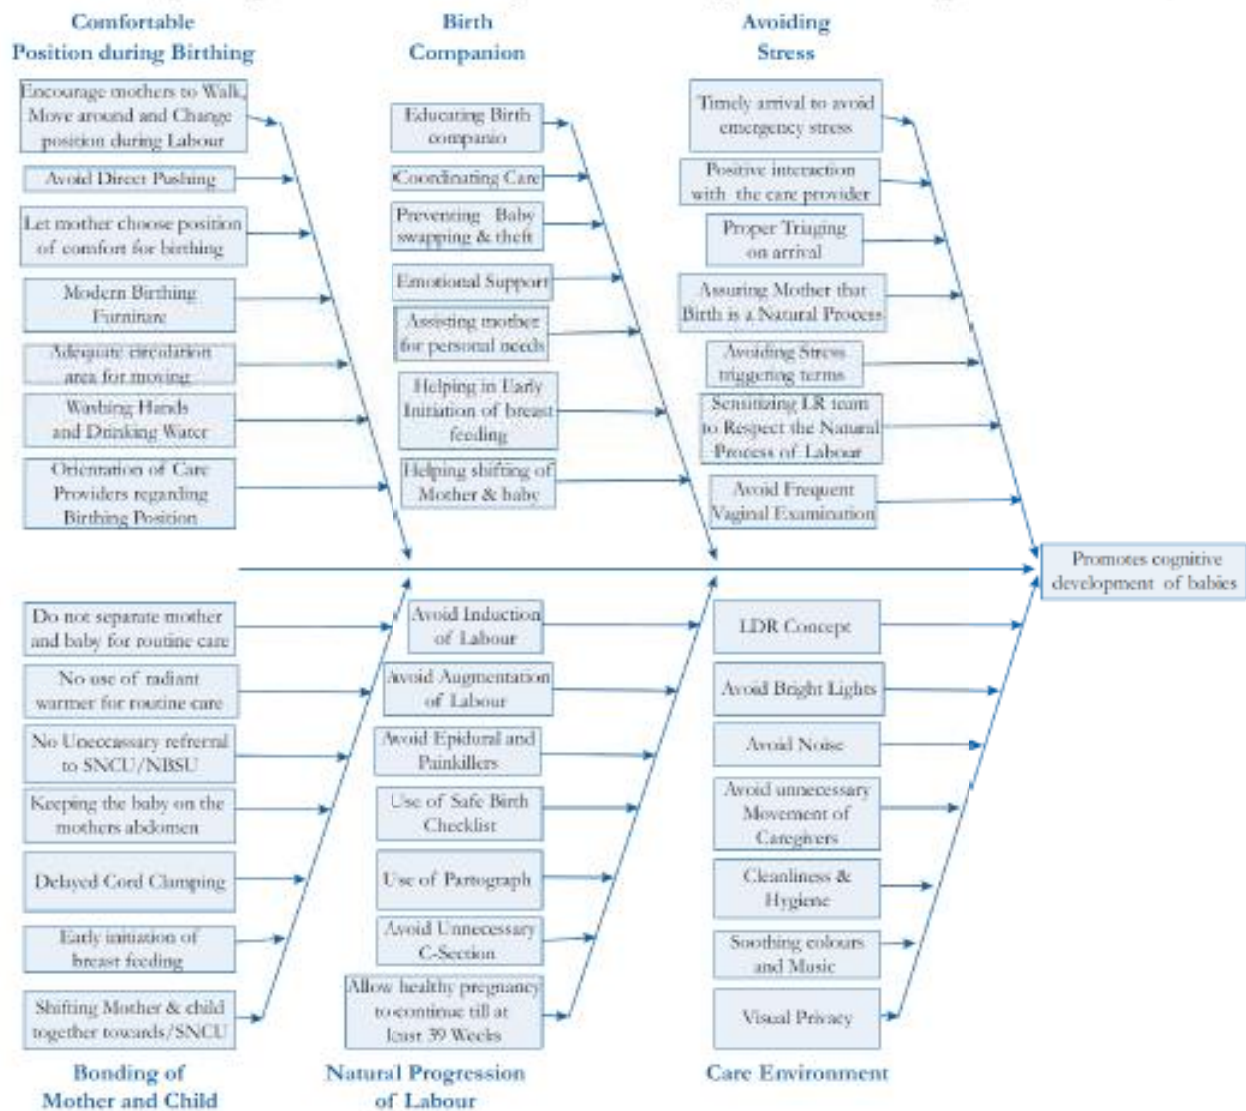 Comfortable
Position during Birthing
Encourage mothers to Walk,
Move around and Change
position during Labour
Avoid Direct Pushing
Let mother choose position
of comfort for birthing
Modern Birthing
Furniture
Adequate circulation
area for moving
Washing Hands
and Drinking Water
Orientation of Care
Providers regarding
Birthing Position
Birth
Companion
Educating Birth
companio
Coordinating Care
Preventing Baby
swapping & theft
Emotional Support
Assisting mother
for personal needs
Helping in Early
Initiation of breast
feeding
Helping shifting of
Mother & baby
Avoiding
Stress
Timely arrival to avoid
emergency stress
Positive interaction
with the care provider
Proper Triaging
on arrival
Assuring Mother that
Birth is a Natural Process
Avoiding Stress
triggering terms
Sensitizing LR team
to Respect the Natural
Process of Labour
Avoid Frequent
Vaginal Examination
Promotes cognitive
development of babies
Do not separate mother
and baby for routine care
No use of radiant
warmer for routine care
No Uneccassary refrerral
to SNCU/NBSU
Keeping the baby on the
mothers abdomen
Delayed Cord Clamping
Early initiation of
breast feeding
Shifting Mother & child
together towards/SNCU
Bonding of
Mother and Child
Avoid Induction
of Labour
Avoid Augmentation
of Labour
Avoid Epidural and
Painkillers
Use of Safe Birth
Checklist
Use of Partograph
Avoid Unnecessary
C-Section
Allow healthy pregnancy
to continue till at
least 39 Weeks
Natural Progression
of Labour
LDR Concept
Avoid Bright Lights
Avoid Noise
Avoid unnecessary
Movement of
Caregivers
Cleanliness &
Hygiene
Soothing colours
and Music
Visual Privacy
Care Environment